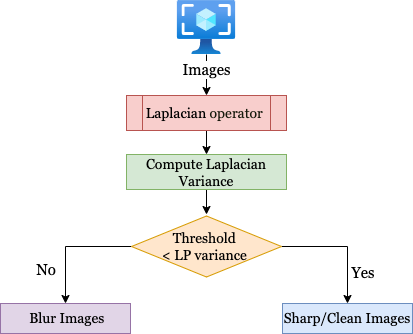 Images
Laplacian operator
Compute Laplacian
Variance
Threshold
< LP variance
No
Yes
Blur Images
Sharp/Clean Images